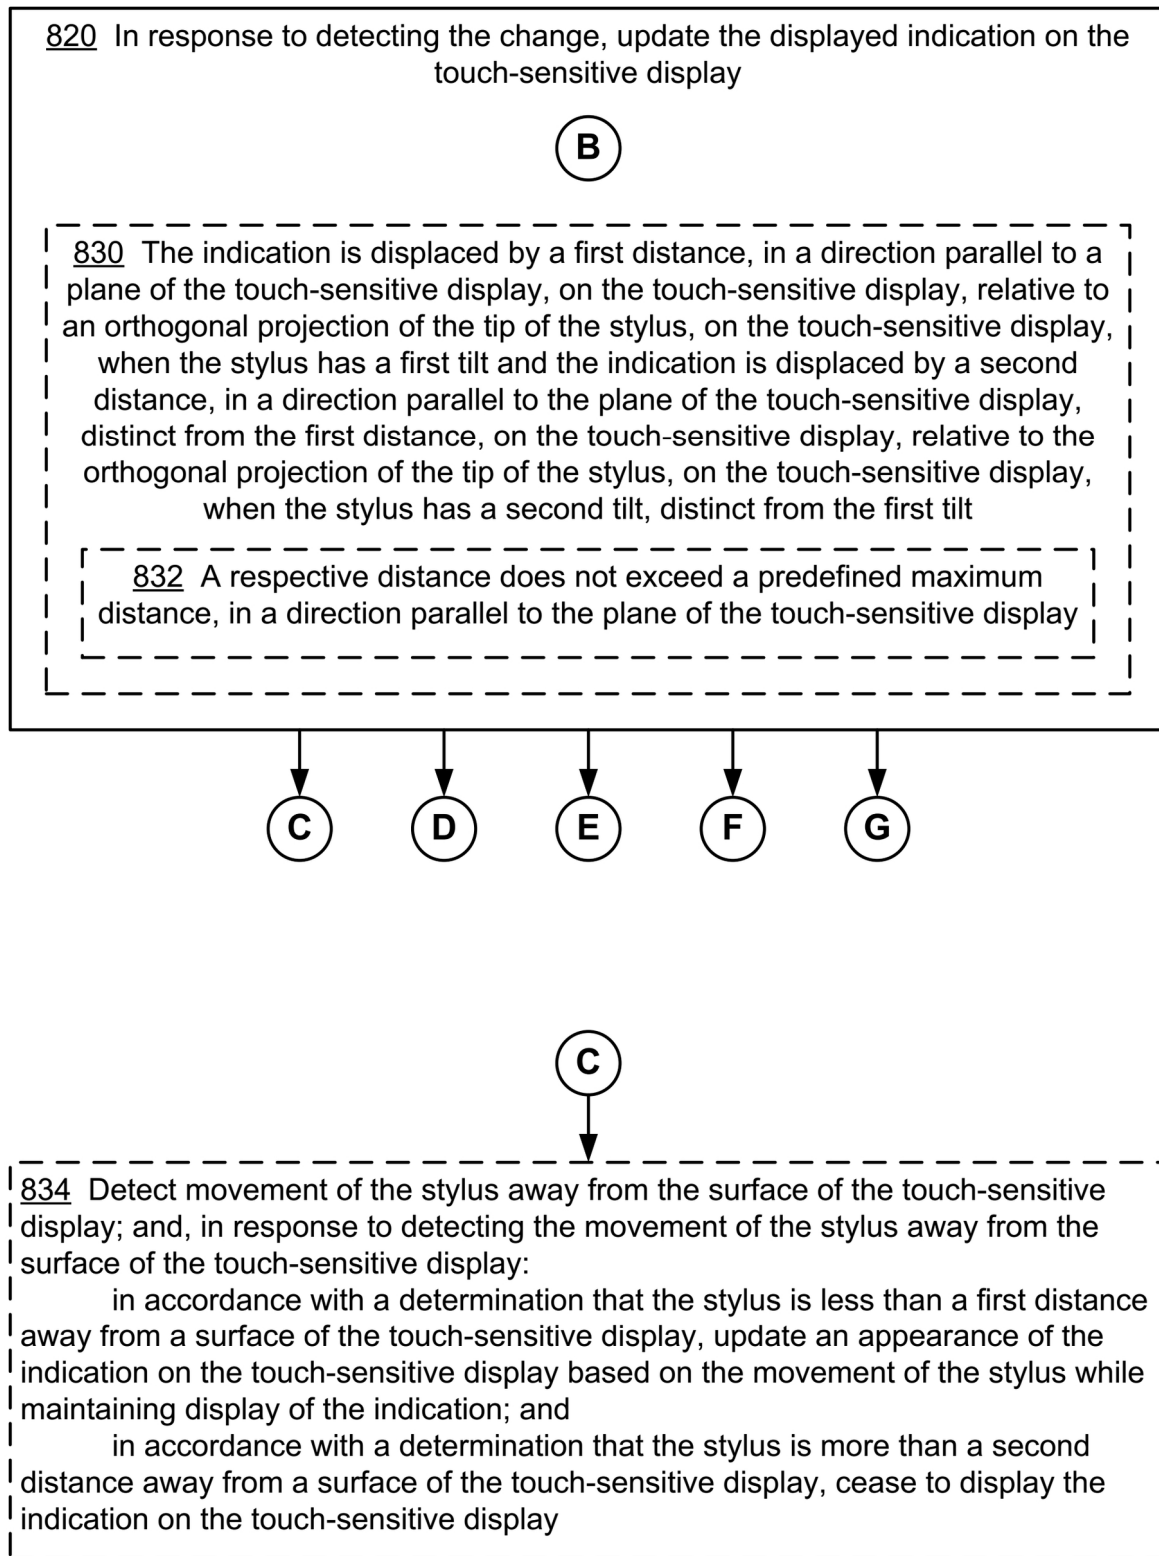 820 In response to detecting the change, update the displayed indication on the
touch-sensitive display
B
830 The indication is displaced by a first distance, in a direction parallel to a
plane of the touch-sensitive display, on the touch-sensitive display, relative to
an orthogonal projection of the tip of the stylus, on the touch-sensitive display,
when the stylus has a first tilt and the indication is displaced by a second
distance, in a direction parallel to the plane of the touch-sensitive display,
distinct from the first distance, on the touch-sensitive display, relative to the
orthogonal projection of the tip of the stylus, on the touch-sensitive display,
when the stylus has a second tilt, distinct from the first tilt
832 A respective distance does not exceed a predefined maximum
distance, in a direction parallel to the plane of the touch-sensitive display
C D E F G
C
834 Detect movement of the stylus away from the surface of the touch-sensitive
display; and, in response to detecting the movement of the stylus away from the
surface of the touch-sensitive display:
in accordance with a determination that the stylus is less than a first distance
away from a surface of the touch-sensitive display, update an appearance of the
indication on the touch-sensitive display based on the movement of the stylus while
maintaining display of the indication; and
in accordance with a determination that the stylus is more than a second
distance away from a surface of the touch-sensitive display, cease to display the
indication on the touch-sensitive display